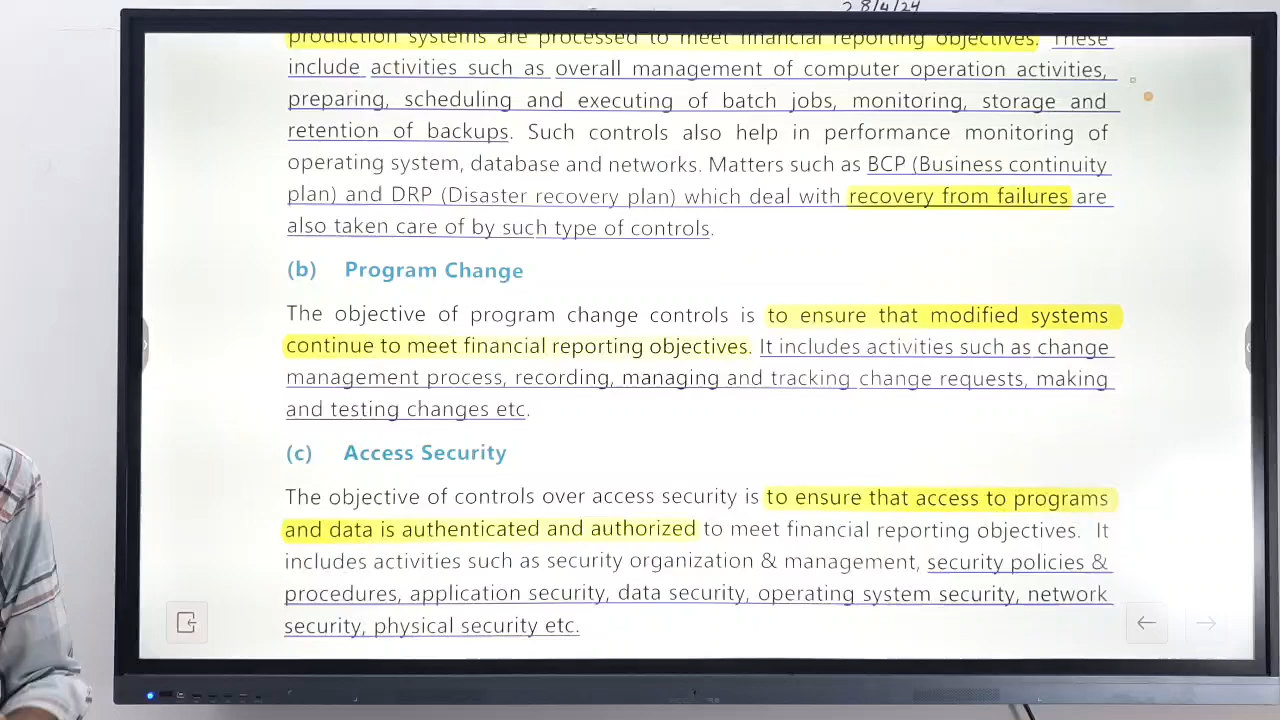 28/4/24
production systems are processed to meet financial reporting objectives. These
include activities such as overall management of computer operation activities,
preparing, scheduling and executing of batch jobs, monitoring, storage and
retention of backups. Such controls also help in performance monitoring of
operating system, database and networks. Matters such as BCP (Business continuity
plan) and DRP (Disaster recovery plan) which deal with recovery from failures are
also taken care of by such type of controls.
(b) Program Change
The objective of program change controls is to ensure that modified systems
continue to meet financial reporting objectives. It includes activities such as change
management process, recording, managing and tracking change requests, making
and testing changes etc.
(c) Access Security
The objective of controls over access security is to ensure that access to programs
and data is authenticated and authorized to meet financial reporting objectives. It
includes activities such as security organization & management, security policies &
procedures, application security, data security, operating system security, network
security, physical security etc.